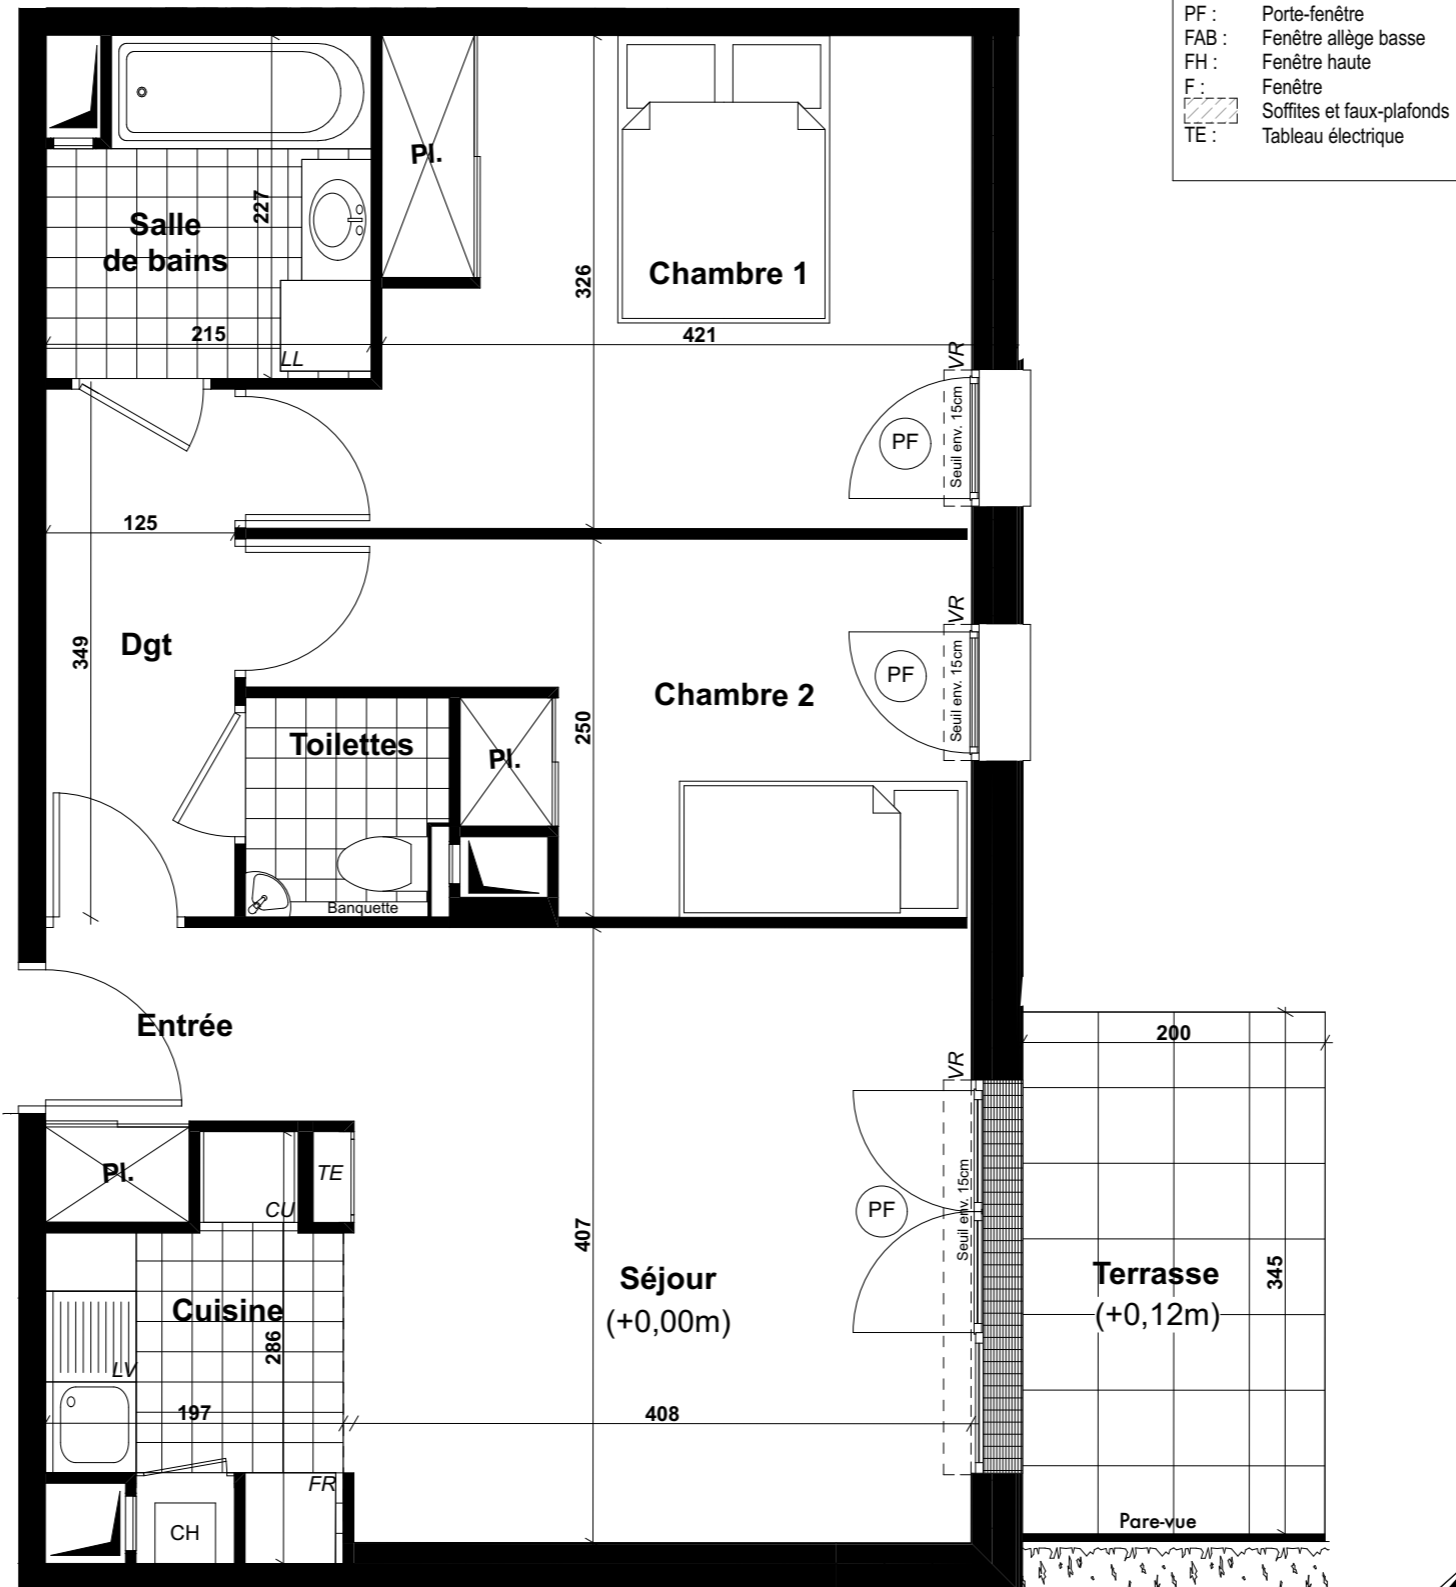 PF : Porte-fenêtre
FAB : Fenêtre allège basse
FH : Fenêtre haute
F : Fenêtre
Soffites et faux-plafonds
TE : Tableau électrique
Pl.
227
Salle
de bains
215
LL
326
Chambre 1
421
VR
PF
Seuil env. 15cm
125
349
Dgt
Toilettes
Pl.
250
Chambre 2
VR
PF
Seuil env. 15cm
Banquette
Entrée
200
VR
Pl.
CU
TE
407
PF
Seuil env. 15cm
Séjour
(+0,00m)
Terrasse
(+0,12m)
345
Cuisine
286
LV
197
408
FR
CH
Pare-vue